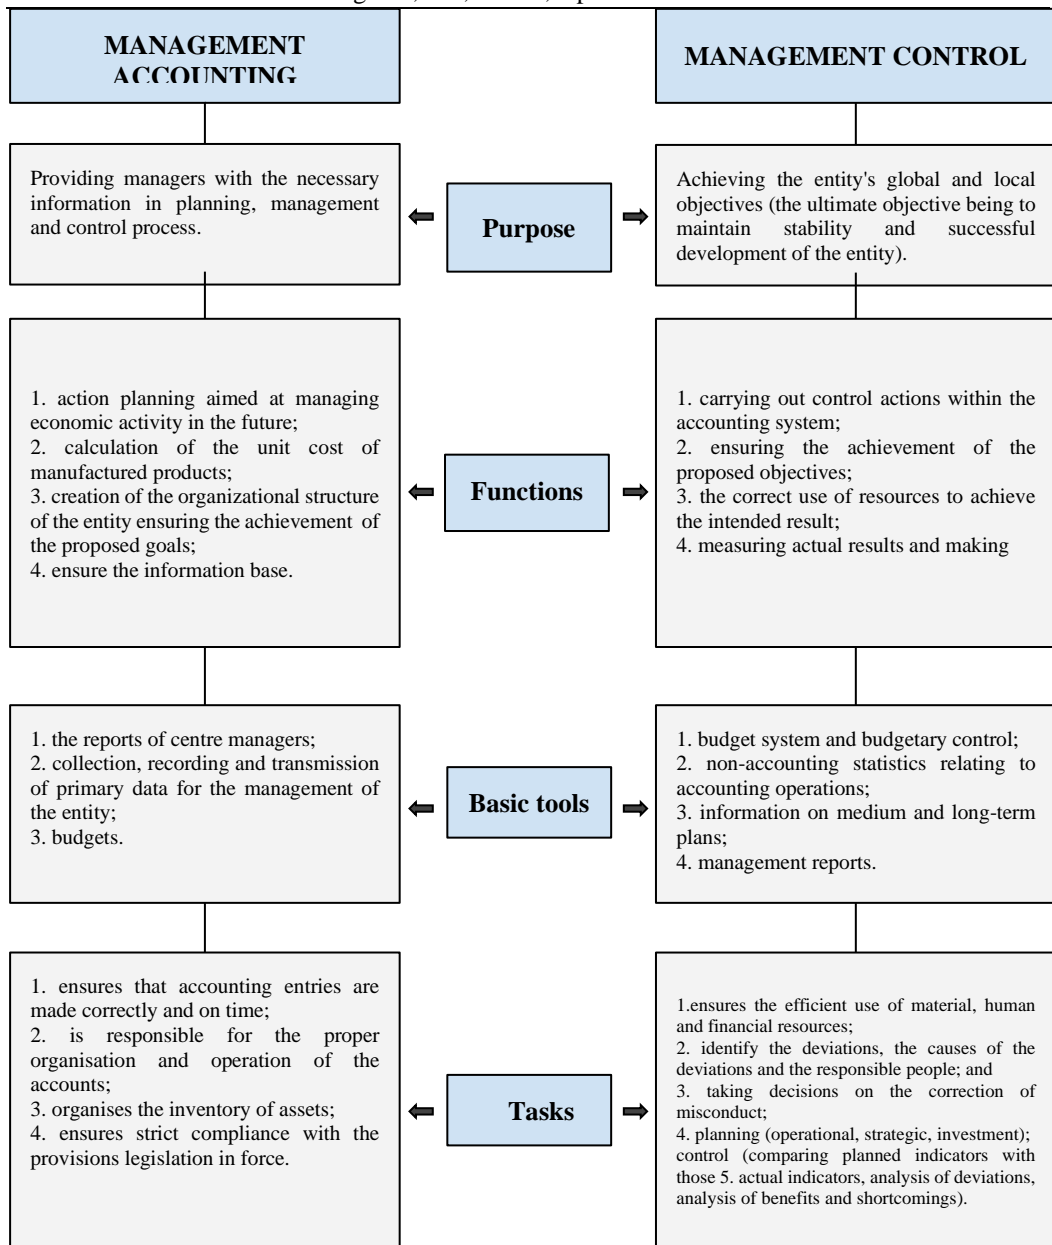 MANAGEMENT
ACCOUNTING
MANAGEMENT CONTROL
Providing managers with the necessary
information in planning, management
and control process.
Purpose
Achieving the entity's global and local
objectives (the ultimate objective being to
maintain stability and successful
development of the entity).
1. action planning aimed at managing
economic activity in the future;
2. calculation of the unit cost of
manufactured products;
3. creation of the organizational structure
of the entity ensuring the achievement of
the proposed goals;
4. ensure the information base.
Functions
1. carrying out control actions within the
accounting system;
2. ensuring the achievement of the
proposed objectives;
3. the correct use of resources to achieve
the intended result;
4. measuring actual results and making
1. the reports of centre managers;
2. collection, recording and transmission
of primary data for the management of
the entity;
3. budgets.
Basic tools
1. budget system and budgetary control;
2. non-accounting statistics relating to
accounting operations;
3. information on medium and long-term
plans;
4. management reports.
1. ensures that accounting entries are
made correctly and on time;
2. is responsible for the proper
organisation and operation of the
accounts;
3. organises the inventory of assets;
4. ensures strict compliance with the
provisions legislation in force.
Tasks
1.ensures the efficient use of material, human
and financial resources;
2. identify the deviations, the causes of the
deviations and the responsible people; and
3. taking decisions on the correction of
misconduct;
4. planning (operational, strategic, investment);
control (comparing planned indicators with
those 5. actual indicators, analysis of deviations,
analysis of benefits and shortcomings).